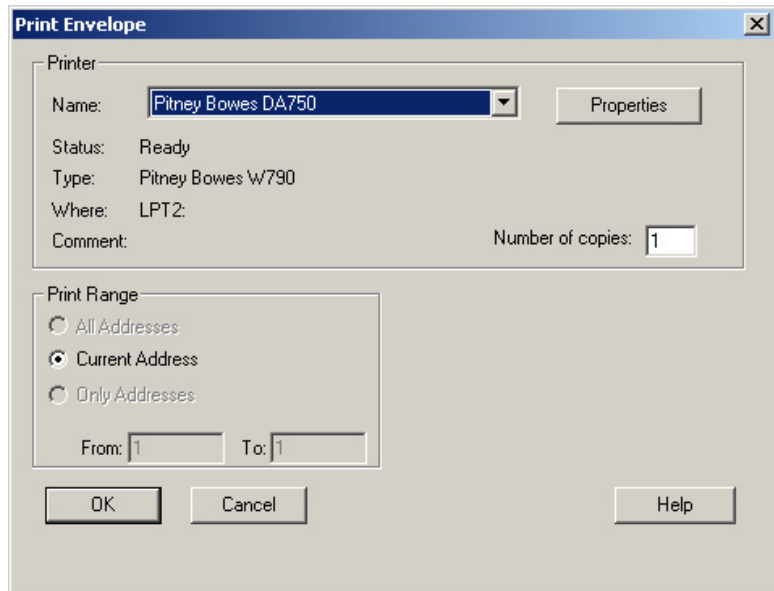 Print Envelope
Printer
Name: Pitney Bowes DA750 Properties
Status: Ready
Type: Pitney Bowes W790
Where: LPT2:
Comment: Number of copies: 1
Print Range
All Addresses
Current Address
Only Addresses
From: 1 To: 1
OK Cancel Help